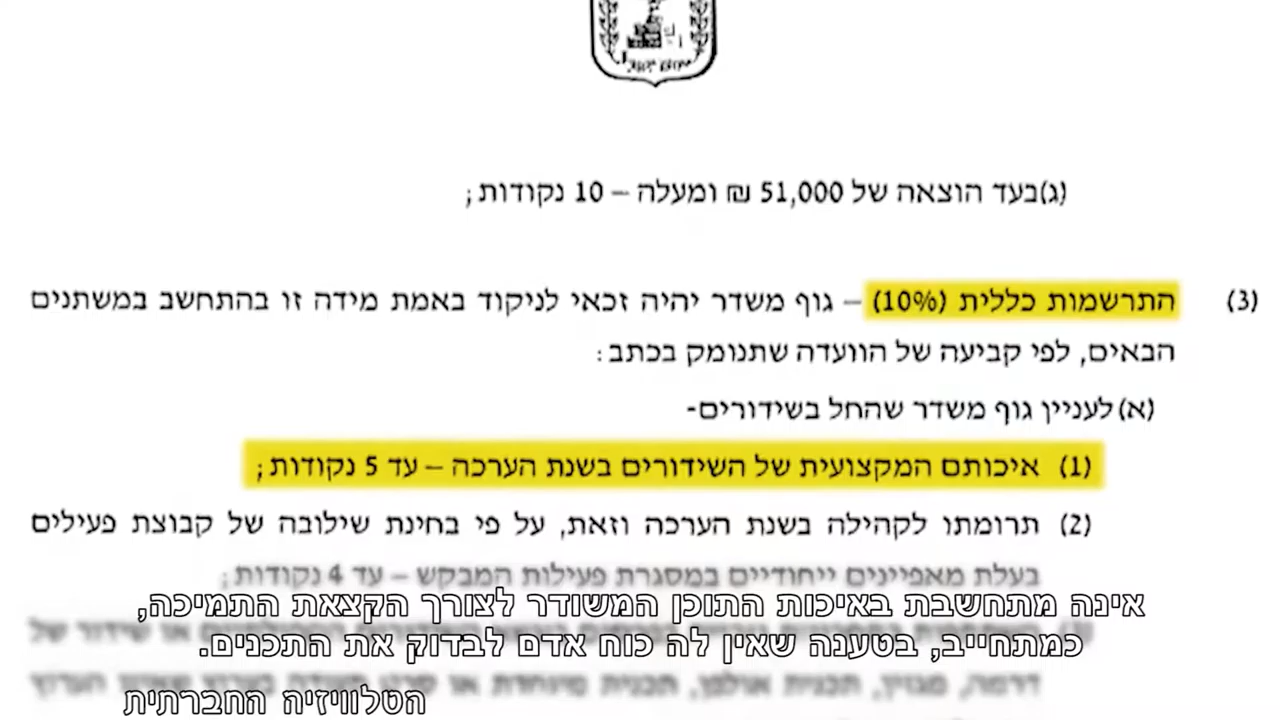 (ג)בעד הוצאה של 51,000 ₪ ומעלה – 10 נקודות;
(3) התרשמות כללית (10%) – גוף משדר יהיה זכאי לניקוד באמת מידה זו בהתחשב במשתנים
הבאים, לפי קביעה של הוועדה שתנומק בכתב:
(א)לעניין גוף משדר שהחל בשידורים-
(1) איכותם המקצועית של השידורים בשנת הערכה – עד 5 נקודות;
(2) תרומתו לקהילה בשנת הערכה וזאת, על פי בחינת שילובה של קבוצת פעילים
בעלת מאפיינים ייחודיים במסגרת פעילות המבקש – עד 4 נקודות;
אינה מתחשבת באיכות התוכן המשודר לצורך הקצאת התמיכה,
כמתחייב, בטענה שאין לה כוח אדם לבדוק את התכנים.
הטלוויזיה החברתית